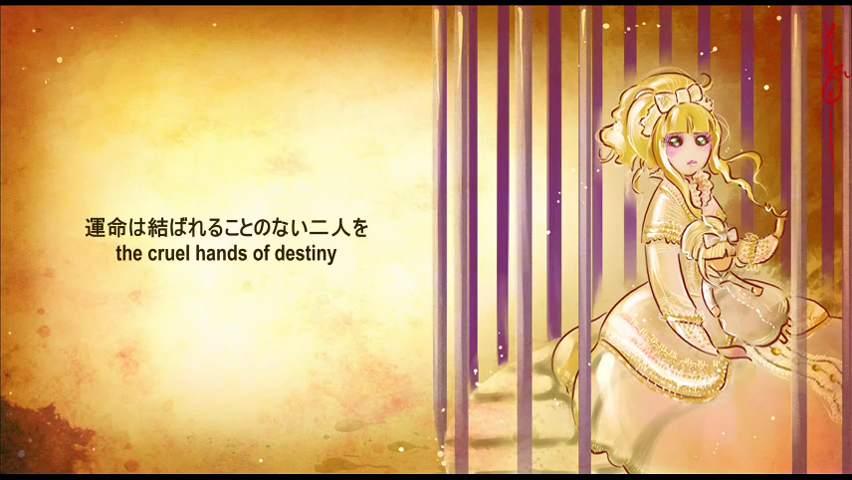 運命は結ばれることのない二人を
the cruel hands of destiny